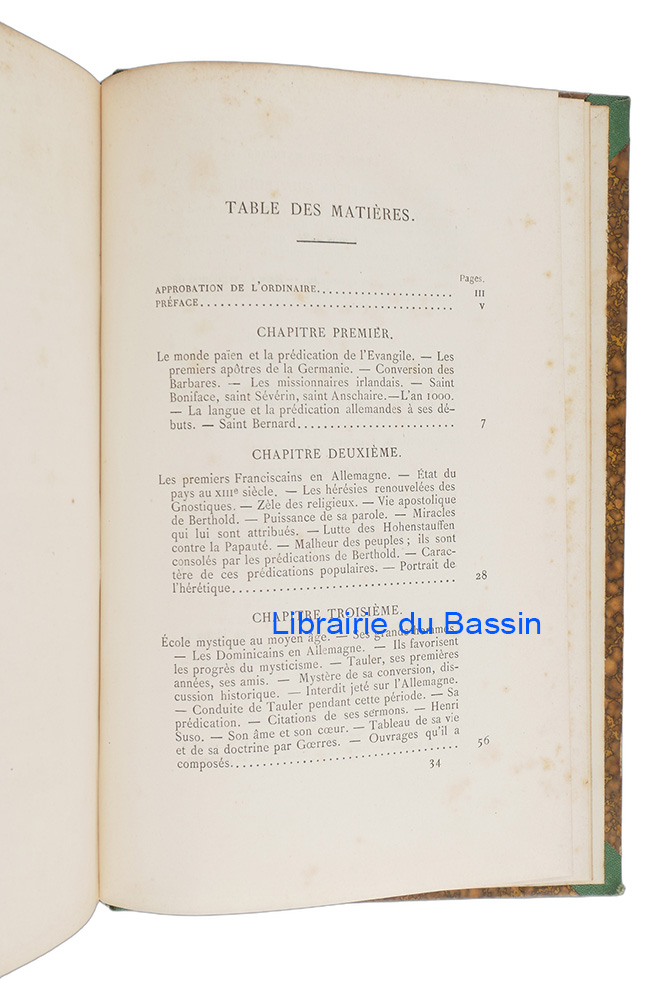 TABLE DES MATIÈRES.
Pages.
APPROBATION DE L'ORDINAIRE..................... III
PRÉFACE....................................... V
CHAPITRE PREMIER.
Le monde païen et la prédication de l'Evangile. — Les
premiers apôtres de la Germanie. — Conversion des
Barbares. — Les missionnaires irlandais. — Saint
Boniface, saint Sévérin, saint Anschaire.—L'an 1000.
— La langue et la prédication allemandes à ses dé-
buts. — Saint Bernard........................ 7
CHAPITRE DEUXIÈME.
Les premiers Franciscains en Allemagne. — État du
pays au XIIIe siècle. — Les hérésies renouvelées des
Gnostiques. — Zèle des religieux. — Vie apostolique
de Berthold. — Puissance de sa parole. — Miracles
qui lui sont attribués. — Lutte des Hohenstauffen
contre la Papauté. — Malheur des peuples ; ils sont
consolés par les prédications de Berthold. — Carac-
tère de ces prédications populaires. — Portrait de
l'hérétique.................................. 28
CHAPITRE TROISIÈME.
Librairie du Bassin
École mystique au moyen âge. — Ses grands hommes.
— Les Dominicains en Allemagne. — Ils favorisent
les progrès du mysticisme. — Tauler, ses premières
années, ses amis. — Mystère de sa conversion, dis-
cussion historique. — Interdit jeté sur l'Allemagne.
— Conduite de Tauler pendant cette période. — Sa
prédication. — Citations de ses sermons. — Henri
Suso. — Son âme et son cœur. — Tableau de sa vie
et de sa doctrine par Gœrres. — Ouvrages qu'il a
composés................................... 56
34